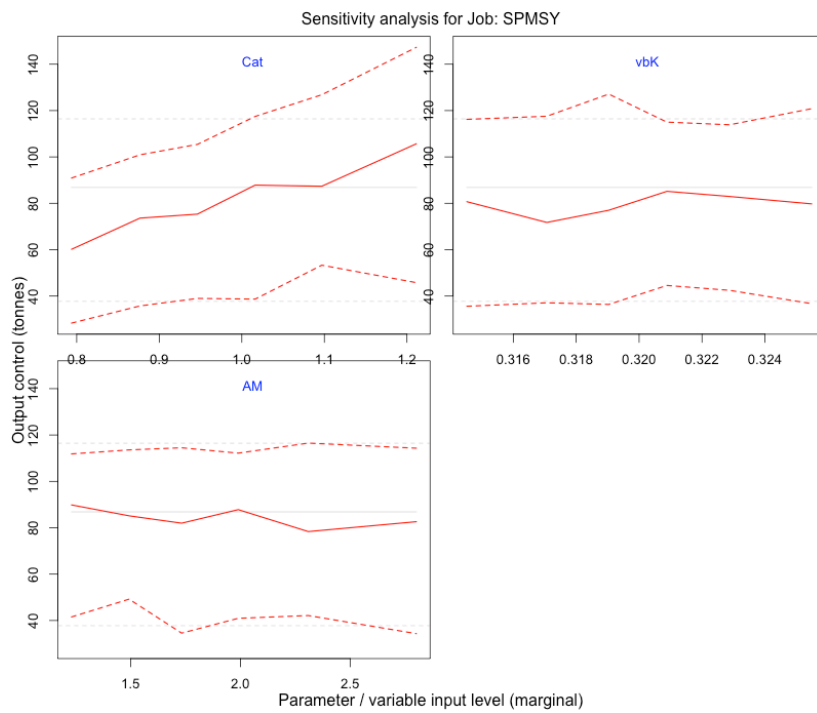 Sensitivity analysis for Job: SPMSY
Cat
140
120
100
80
60
40
0.8 0.9 1.0 1.1 1.2
vbK
140
120
100
80
60
40
0.316 0.318 0.320 0.322 0.324
AM
140
120
100
80
60
40
1.5 2.0 2.5
Output control (tonnes)
Parameter / variable input level (marginal)